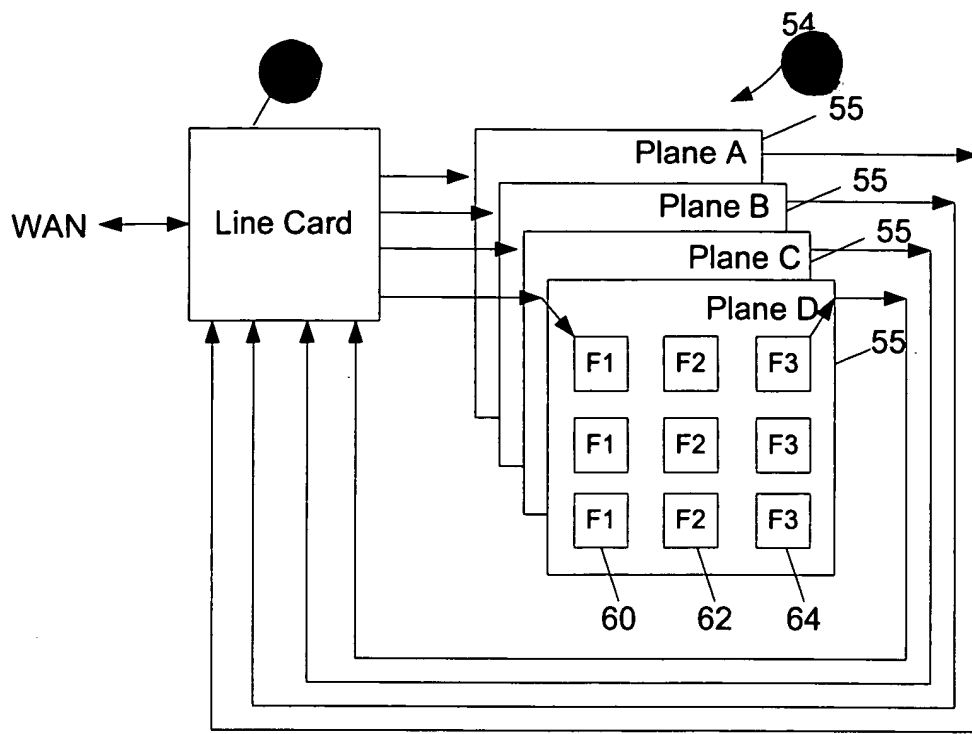 54
55
Plane A
55
Plane B
WAN
Line Card
55
Plane C
Plane D
55
F1 F2 F3
F1 F2 F3
F1 F2 F3
60 62 64